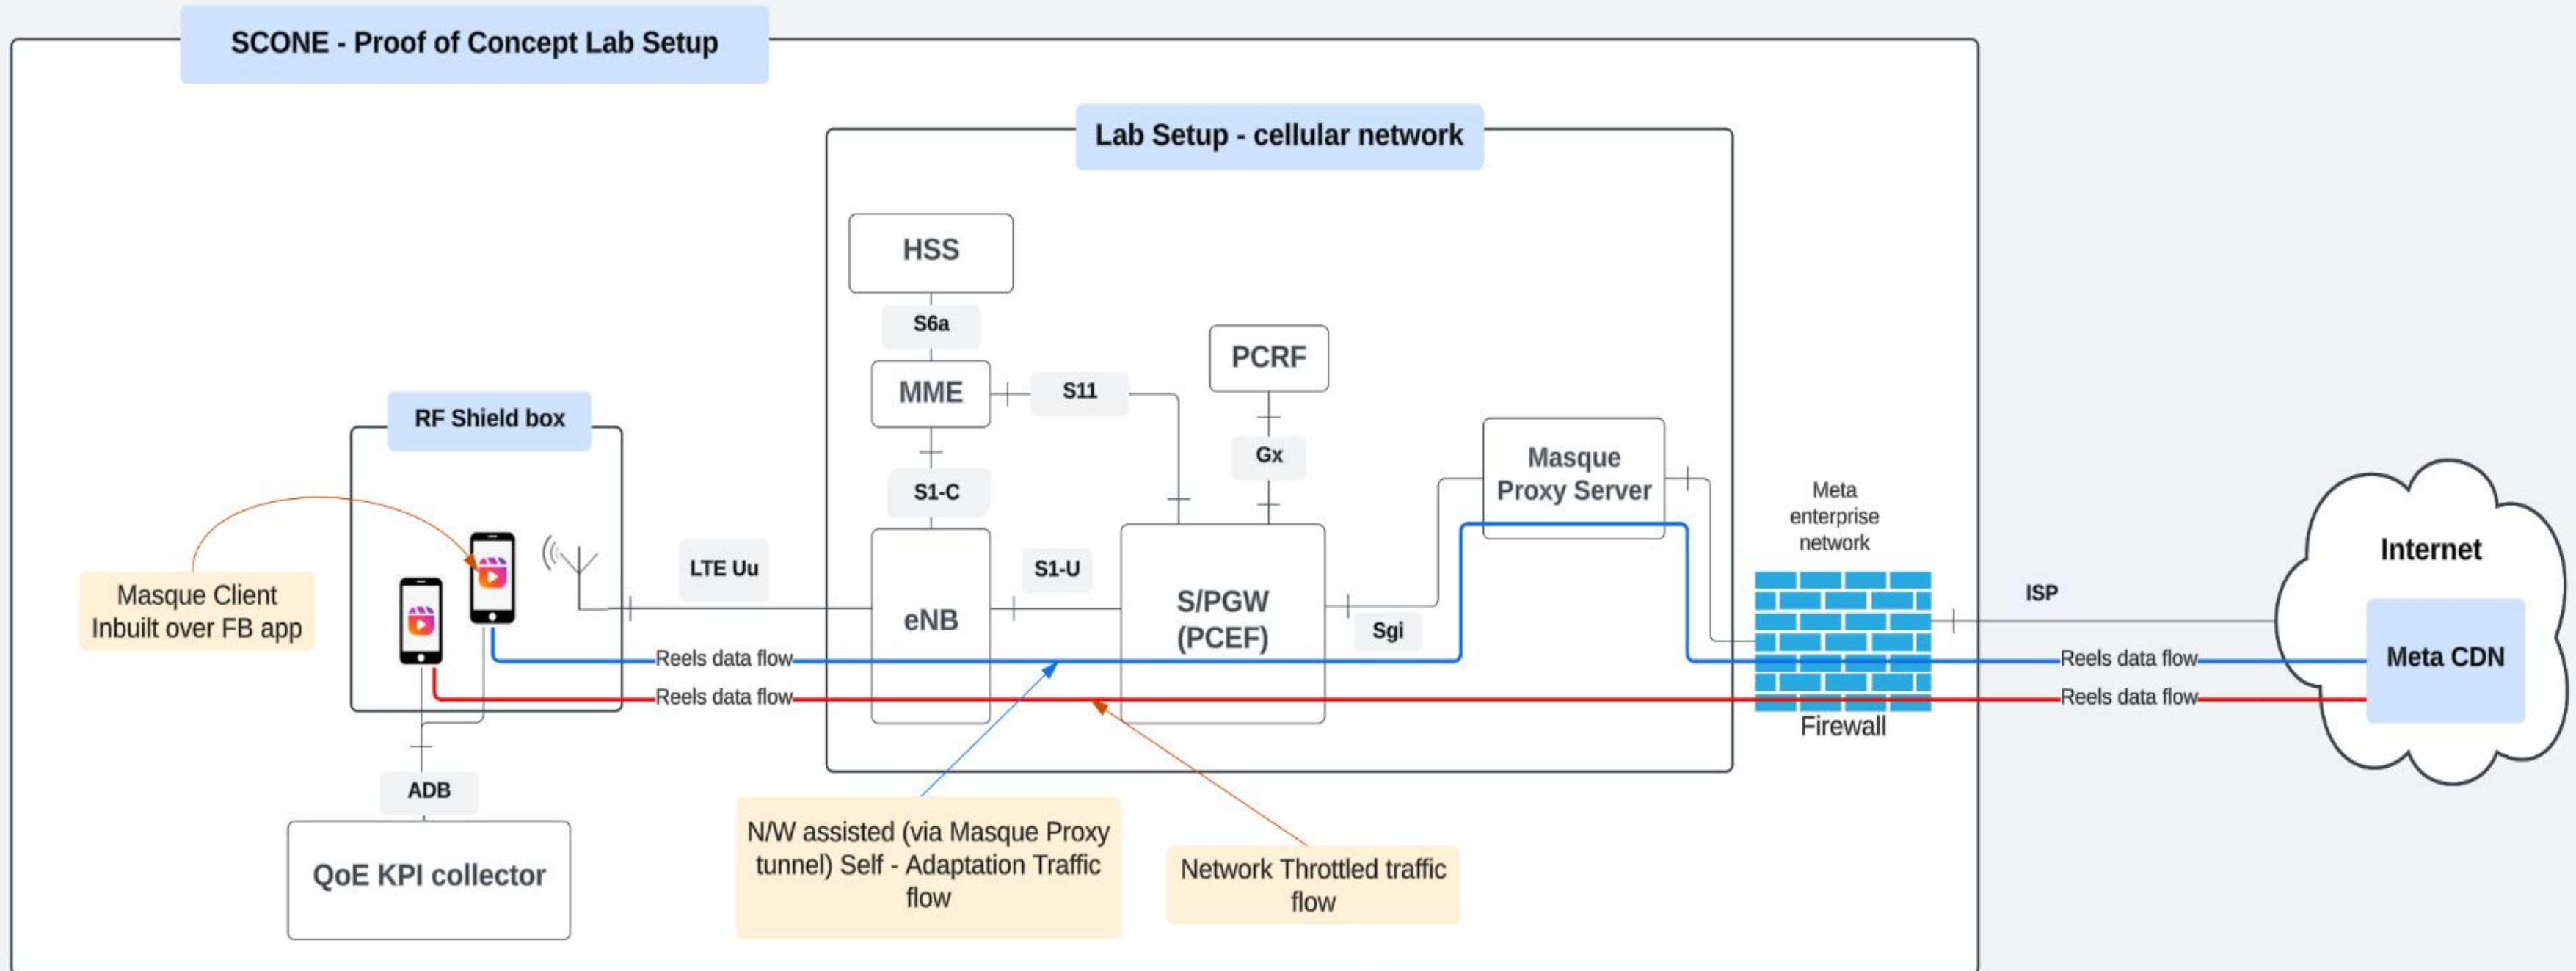 SCONE - Proof of Concept Lab Setup
Lab Setup - cellular network
HSS
S6a
MME
S11
PCRF
Gx
S1-C
RF Shield box
Masque Client
Inbuilt over FB app
LTE Uu
eNB
S1-U
S/PGW
(PCEF)
Sgi
Masque
Proxy Server
Meta
enterprise
network
Firewall
ISP
Internet
Meta CDN
Reels data flow
Reels data flow
Reels data flow
Reels data flow
ADB
QoE KPI collector
N/W assisted (via Masque Proxy
tunnel) Self - Adaptation Traffic
flow
Network Throttled traffic
flow